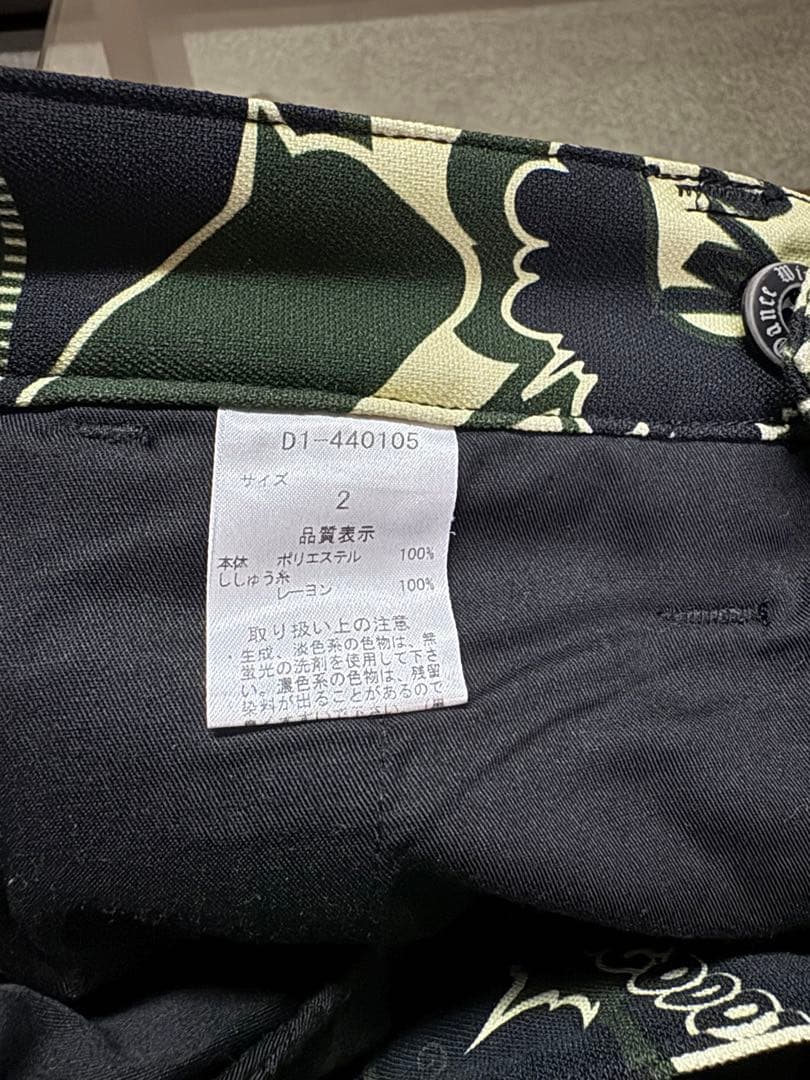 D1-440105
サイズ
2
品質表示
本体 ポリエステル 100%
ししゅう糸
レーヨン 100%
取り扱い上の注意
・生成、淡色系の色物は、無
蛍光の洗剤を使用して下さ
い。濃色系の色物は、残留
染料が出ることがあるので
ance W